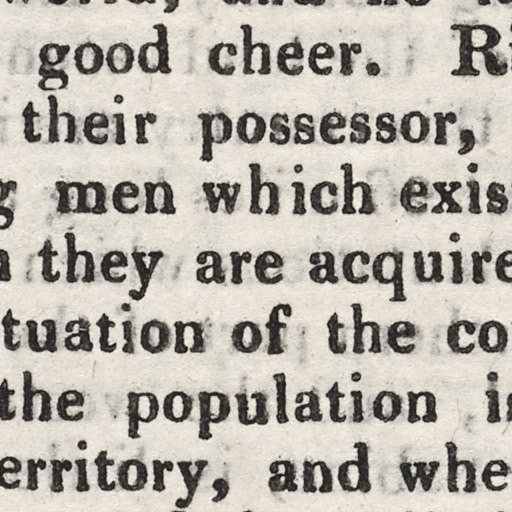 good cheer. Ri
their possessor,
g men which exis
they are acquire
tuation of the co
the population is
erritory, and whe